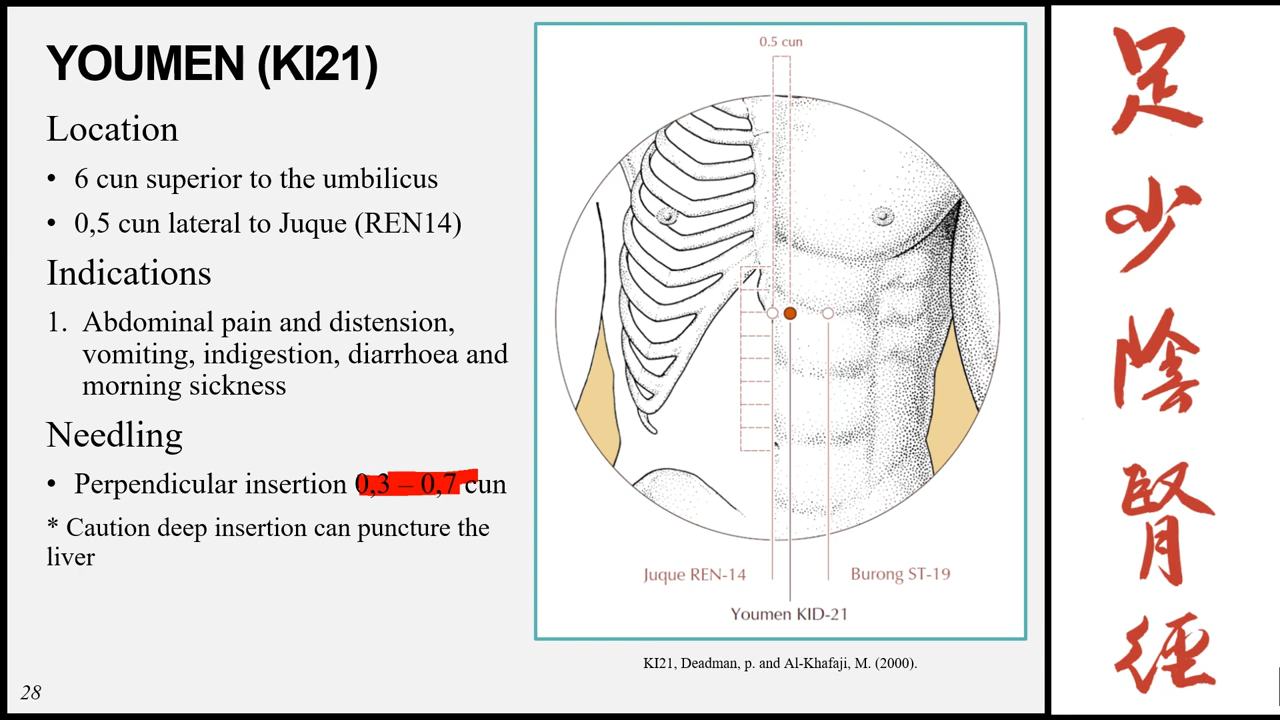 YOUMEN (KI21)
Location
• 6 cun superior to the umbilicus
• 0,5 cun lateral to Juque (REN14)
Indications
1. Abdominal pain and distension,
vomiting, indigestion, diarrhoea and
morning sickness
Needling
• Perpendicular insertion 0,3 – 0,7 cun
* Caution deep insertion can puncture the
liver
28
0.5 cun
Juque REN-14
Burong ST-19
Youmen KID-21
KI21, Deadman, p. and Al-Khafaji, M. (2000).
足
少
陰
腎
經